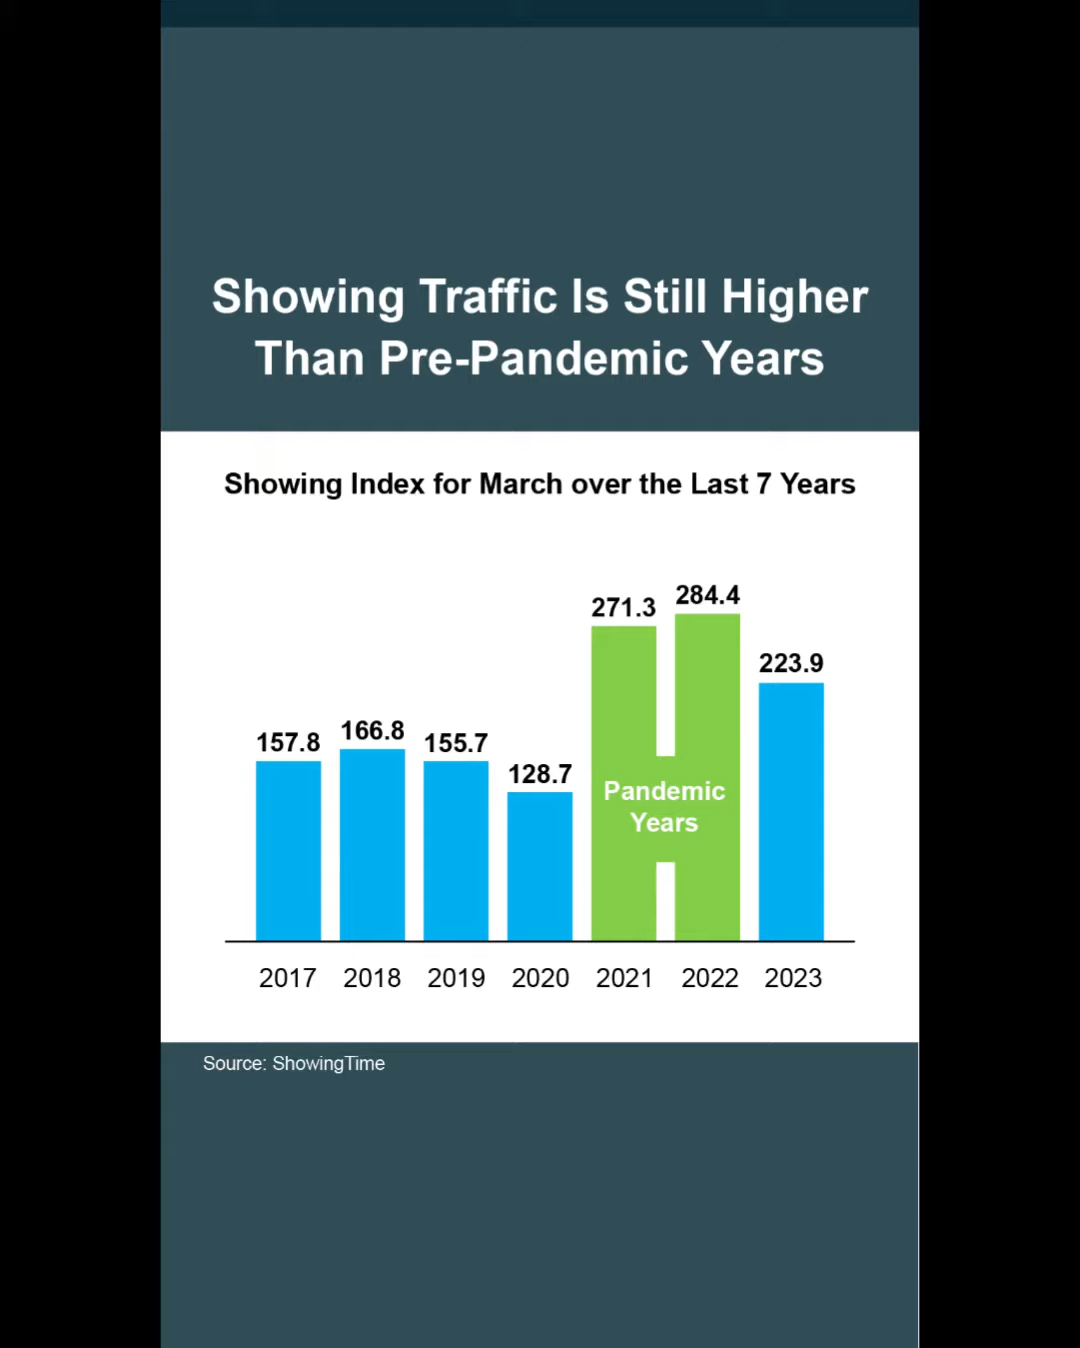 Showing Traffic Is Still Higher
Than Pre-Pandemic Years
Showing Index for March over the Last 7 Years
157.8
166.8
155.7
128.7
271.3
284.4
223.9
Pandemic
Years
2017 2018 2019 2020 2021 2022 2023
Source: ShowingTime